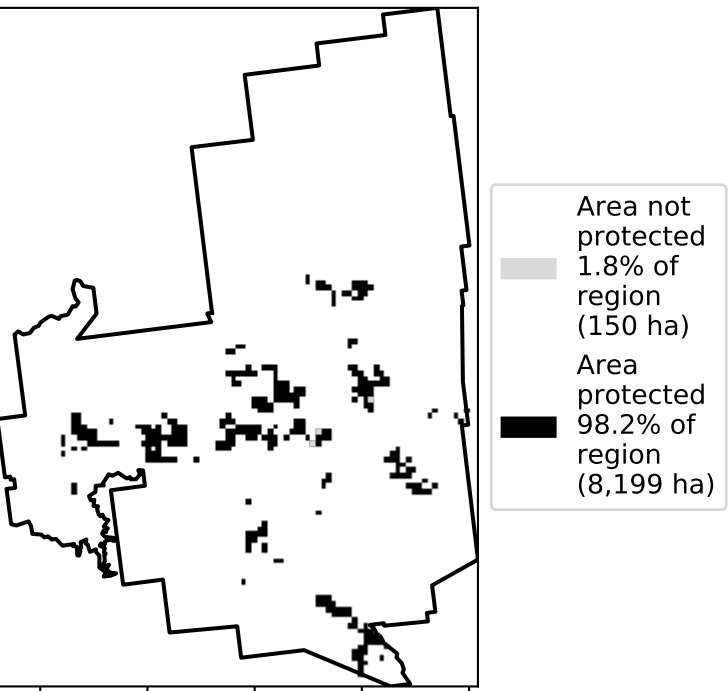 Area not
protected
1.8% of
region
(150 ha)
Area
protected
98.2% of
region
(8,199 ha)